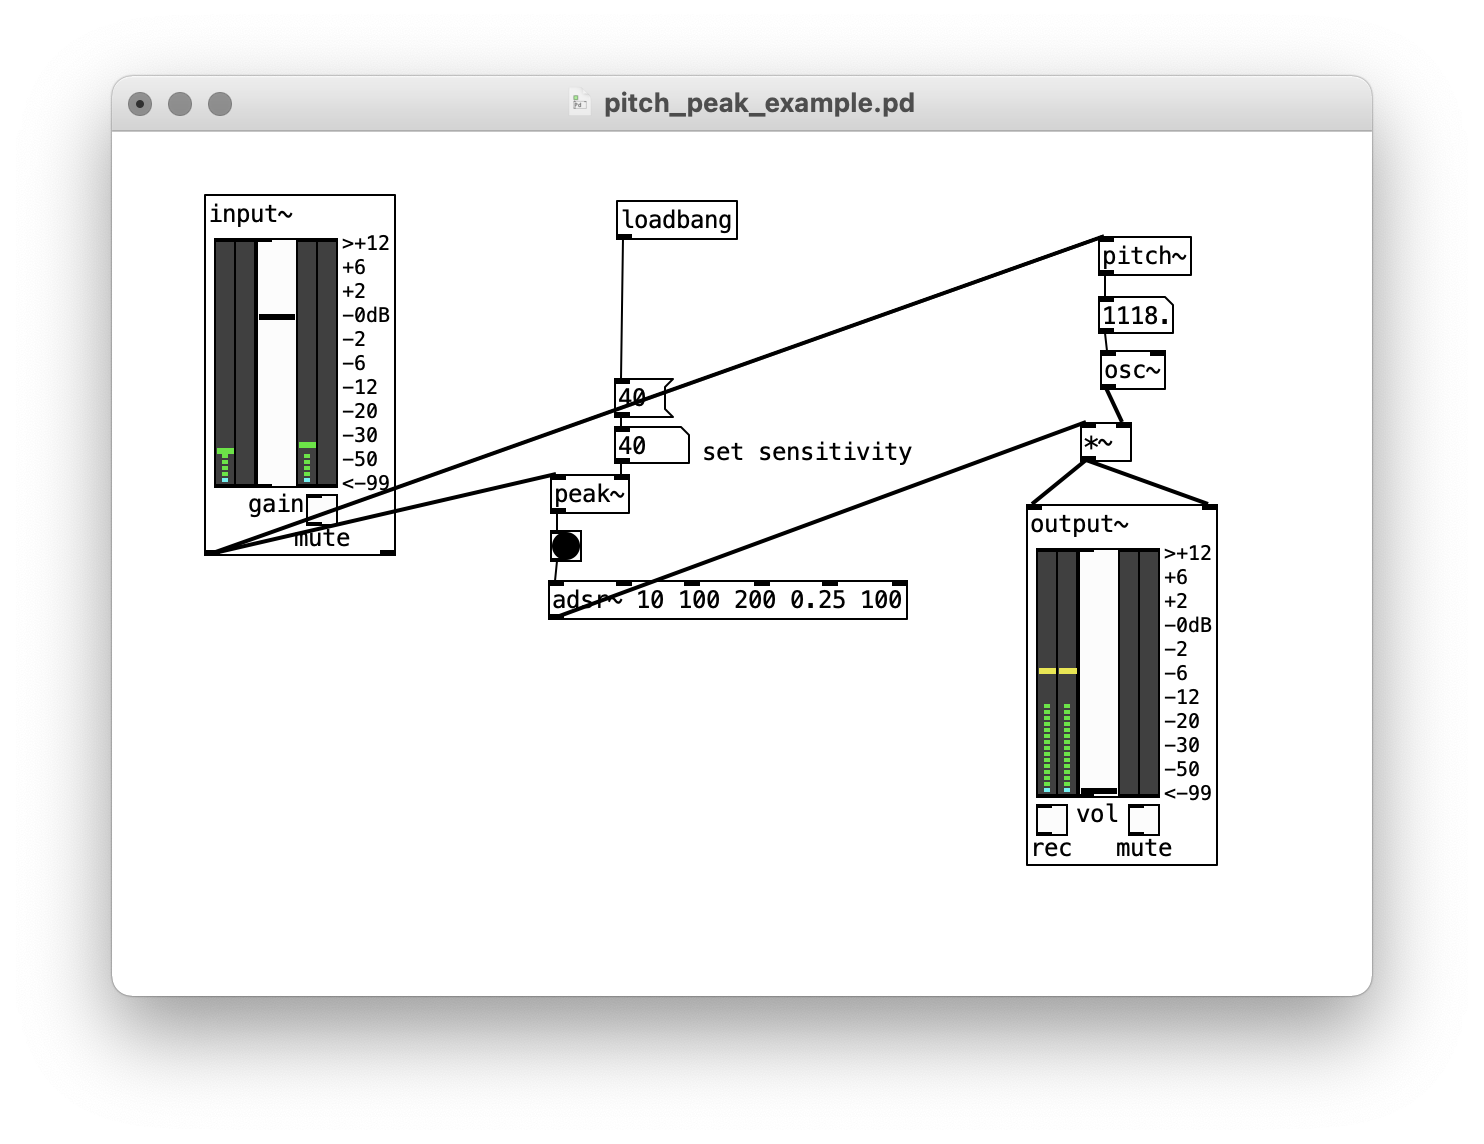 pitch_peak_example.pd
input~
>+12
+6
+2
-0dB
-2
-6
-12
-20
-30
-50
<-99
gain
mute
loadbang
40
40
set sensitivity
peak~
adsr~ 10 100 200 0.25 100
pitch~
1118.
osc~
*~
output~
>+12
+6
+2
-0dB
-2
-6
-12
-20
-30
-50
<-99
vol
rec
mute